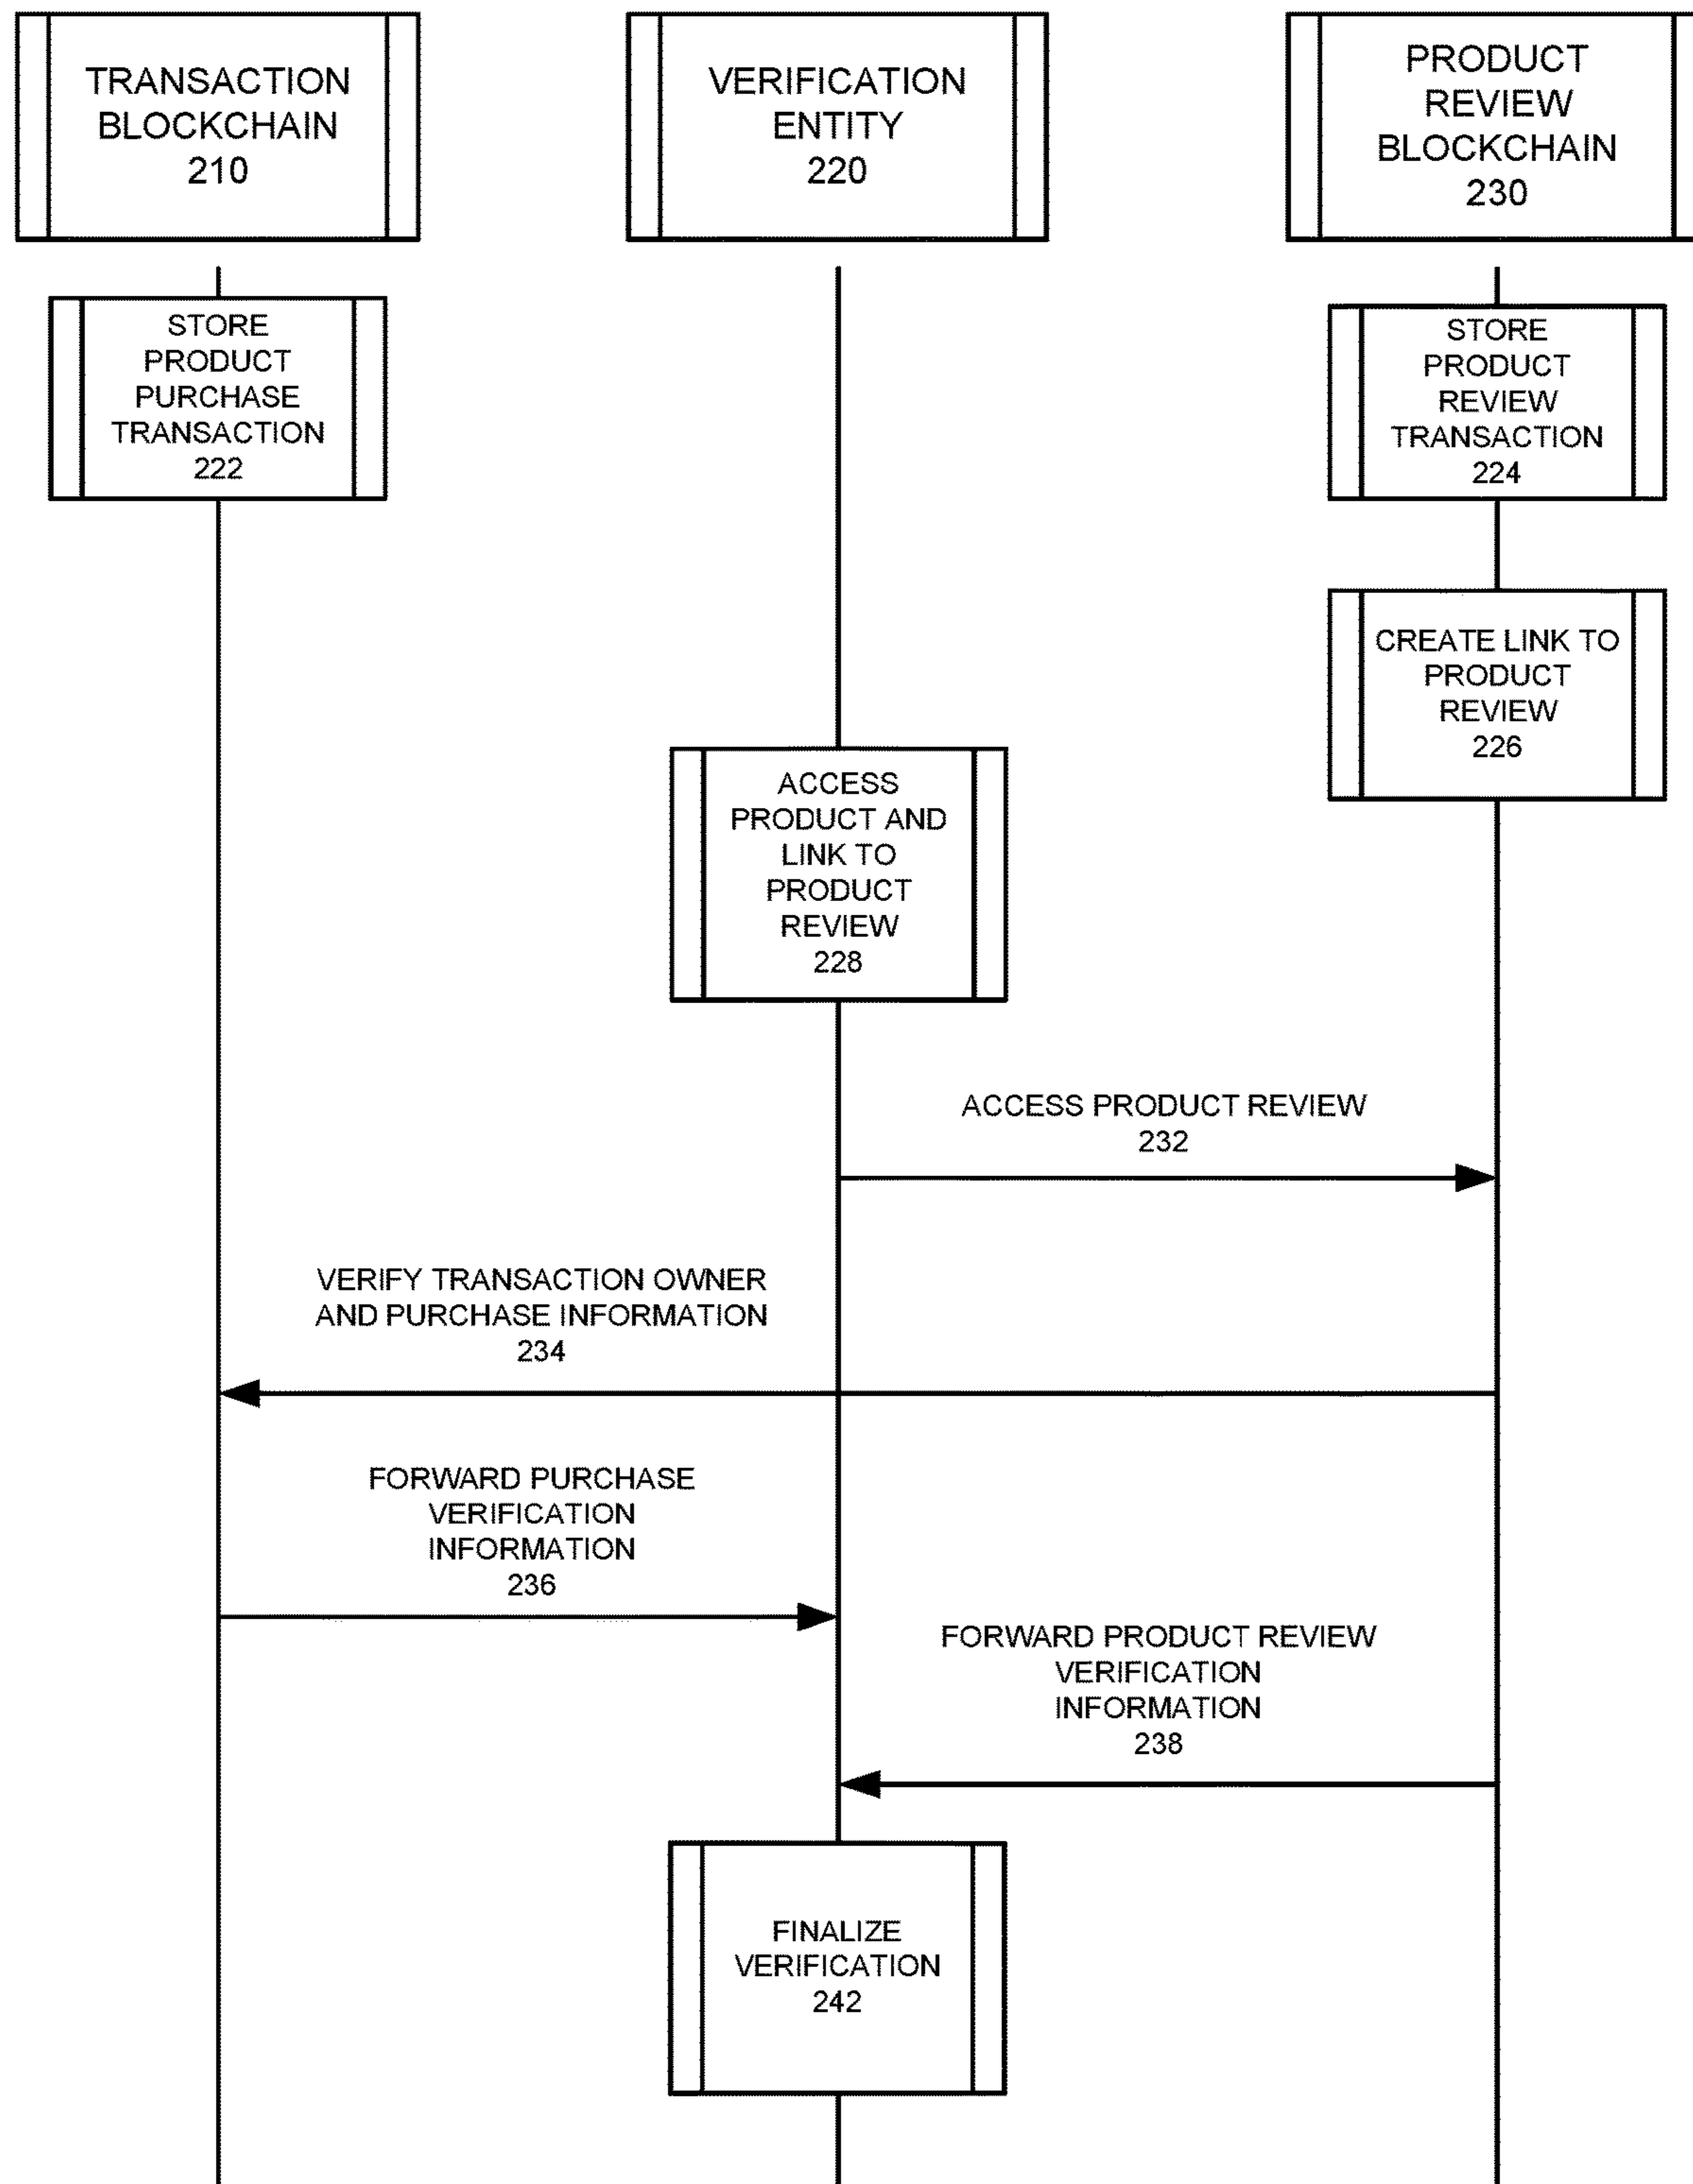 TRANSACTION
BLOCKCHAIN
210
VERIFICATION
ENTITY
220
PRODUCT
REVIEW
BLOCKCHAIN
230
STORE
PRODUCT
PURCHASE
TRANSACTION
222
STORE
PRODUCT
REVIEW
TRANSACTION
224
CREATE LINK TO
PRODUCT
REVIEW
226
ACCESS
PRODUCT AND
LINK TO
PRODUCT
REVIEW
228
ACCESS PRODUCT REVIEW
232
VERIFY TRANSACTION OWNER
AND PURCHASE INFORMATION
234
FORWARD PURCHASE
VERIFICATION
INFORMATION
236
FORWARD PRODUCT REVIEW
VERIFICATION
INFORMATION
238
FINALIZE
VERIFICATION
242